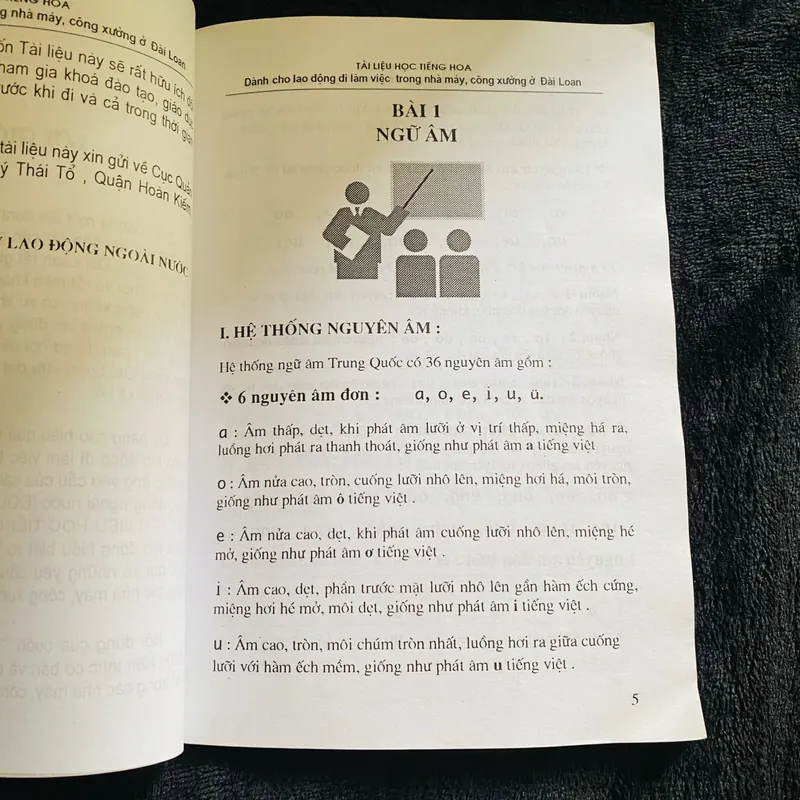 TIẾNG HOA
nhà máy, công xưởng ở Đài Loan
Tài liệu này sẽ rất hữu ích
tham gia khoá đào tạo, giáo
trước khi đi và cả trong thời
tài liệu này xin gửi về Cục Quản
Thái Tổ , Quận Hoàn Kiếm
LAO ĐỘNG NGOÀI NƯỚC
TÀI LIỆU HỌC TIẾNG HOA
Dành cho lao động đi làm việc trong nhà máy, công xưởng ở Đài Loan
BÀI 1
NGỮ ÂM
I. HỆ THỐNG NGUYÊN ÂM :
Hệ thống ngữ âm Trung Quốc có 36 nguyên âm gồm :
❖ 6 nguyên âm đơn : a, o, e, i, u, ü.
a : Âm thấp, dẹt, khi phát âm lưỡi ở vị trí thấp, miệng há ra,
luồng hơi phát ra thanh thoát, giống như phát âm a tiếng việt
o : Âm nửa cao, tròn, cuống lưỡi nhô lên, miệng hơi há, môi tròn,
giống như phát âm ô tiếng việt .
e : Âm nửa cao, dẹt, khi phát âm cuống lưỡi nhô lên, miệng hé
mở, giống như phát âm ơ tiếng việt .
i : Âm cao, dẹt, phần trước mặt lưỡi nhô lên gần hàm ếch cứng,
miệng hơi hé mở, môi dẹt, giống như phát âm i tiếng việt .
u : Âm cao, tròn, môi chúm tròn nhất, luồng hơi ra giữa cuống
lưỡi với hàm ếch mềm, giống như phát âm u tiếng việt .
5